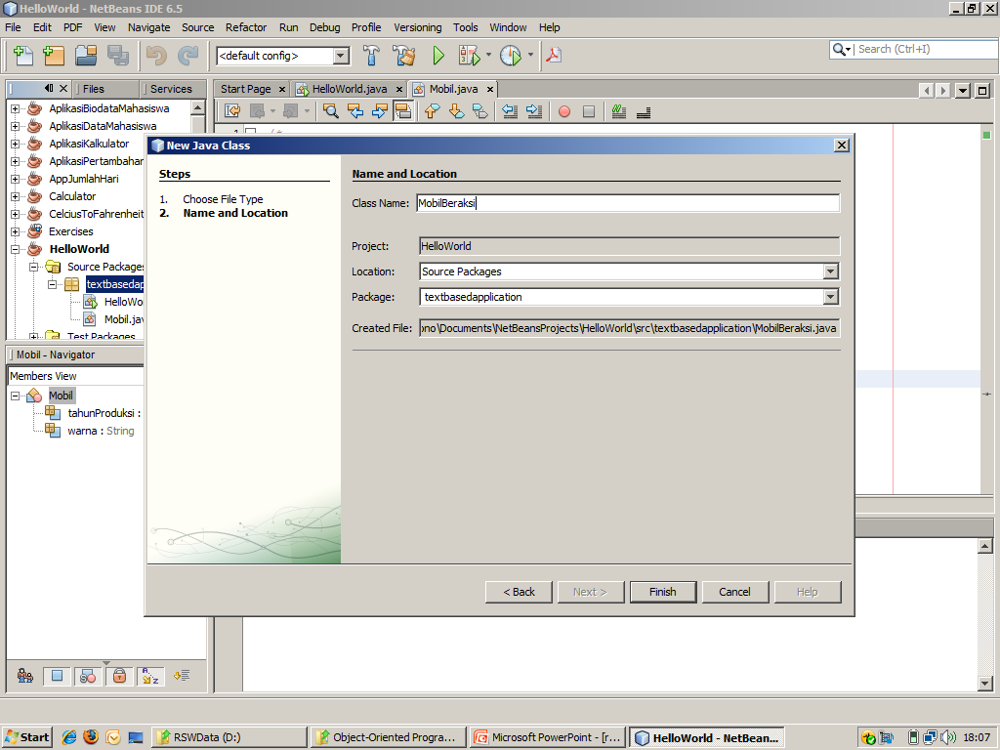 HelloWorld - NetBeans IDE 6.5
File Edit PDF View Navigate Source Refactor Run Debug Profile Versioning Tools Window Help
<default config>
Search (Ctrl+I)
Files
Services
Start Page
HelloWorld.java
Mobil.java
AplikasiBiodataMahasiswa
AplikasiDataMahasiswa
AplikasiKalkulator
AplikasiPertambahar
AppJumlahHari
Calculator
CelciusToFahrenheit
Exercises
HelloWorld
Source Packages
textbasedap
HelloWo
Mobil.jav
Test Packages
1
/*
Mobil - Navigator
Members View
Mobil
tahunProduksi :
warna : String
New Java Class
Steps
1. Choose File Type
2. Name and Location
Name and Location
Class Name: MobilBeraksi
Project: HelloWorld
Location: Source Packages
Package: textbasedapplication
Created File: ono\Documents\NetBeansProjects\HelloWorld\src\textbasedapplication\MobilBeraksi.java
< Back
Next >
Finish
Cancel
Help
Start
RSWData (D:)
Object-Oriented Progra...
Microsoft PowerPoint - [r...
HelloWorld - NetBean...
18:07